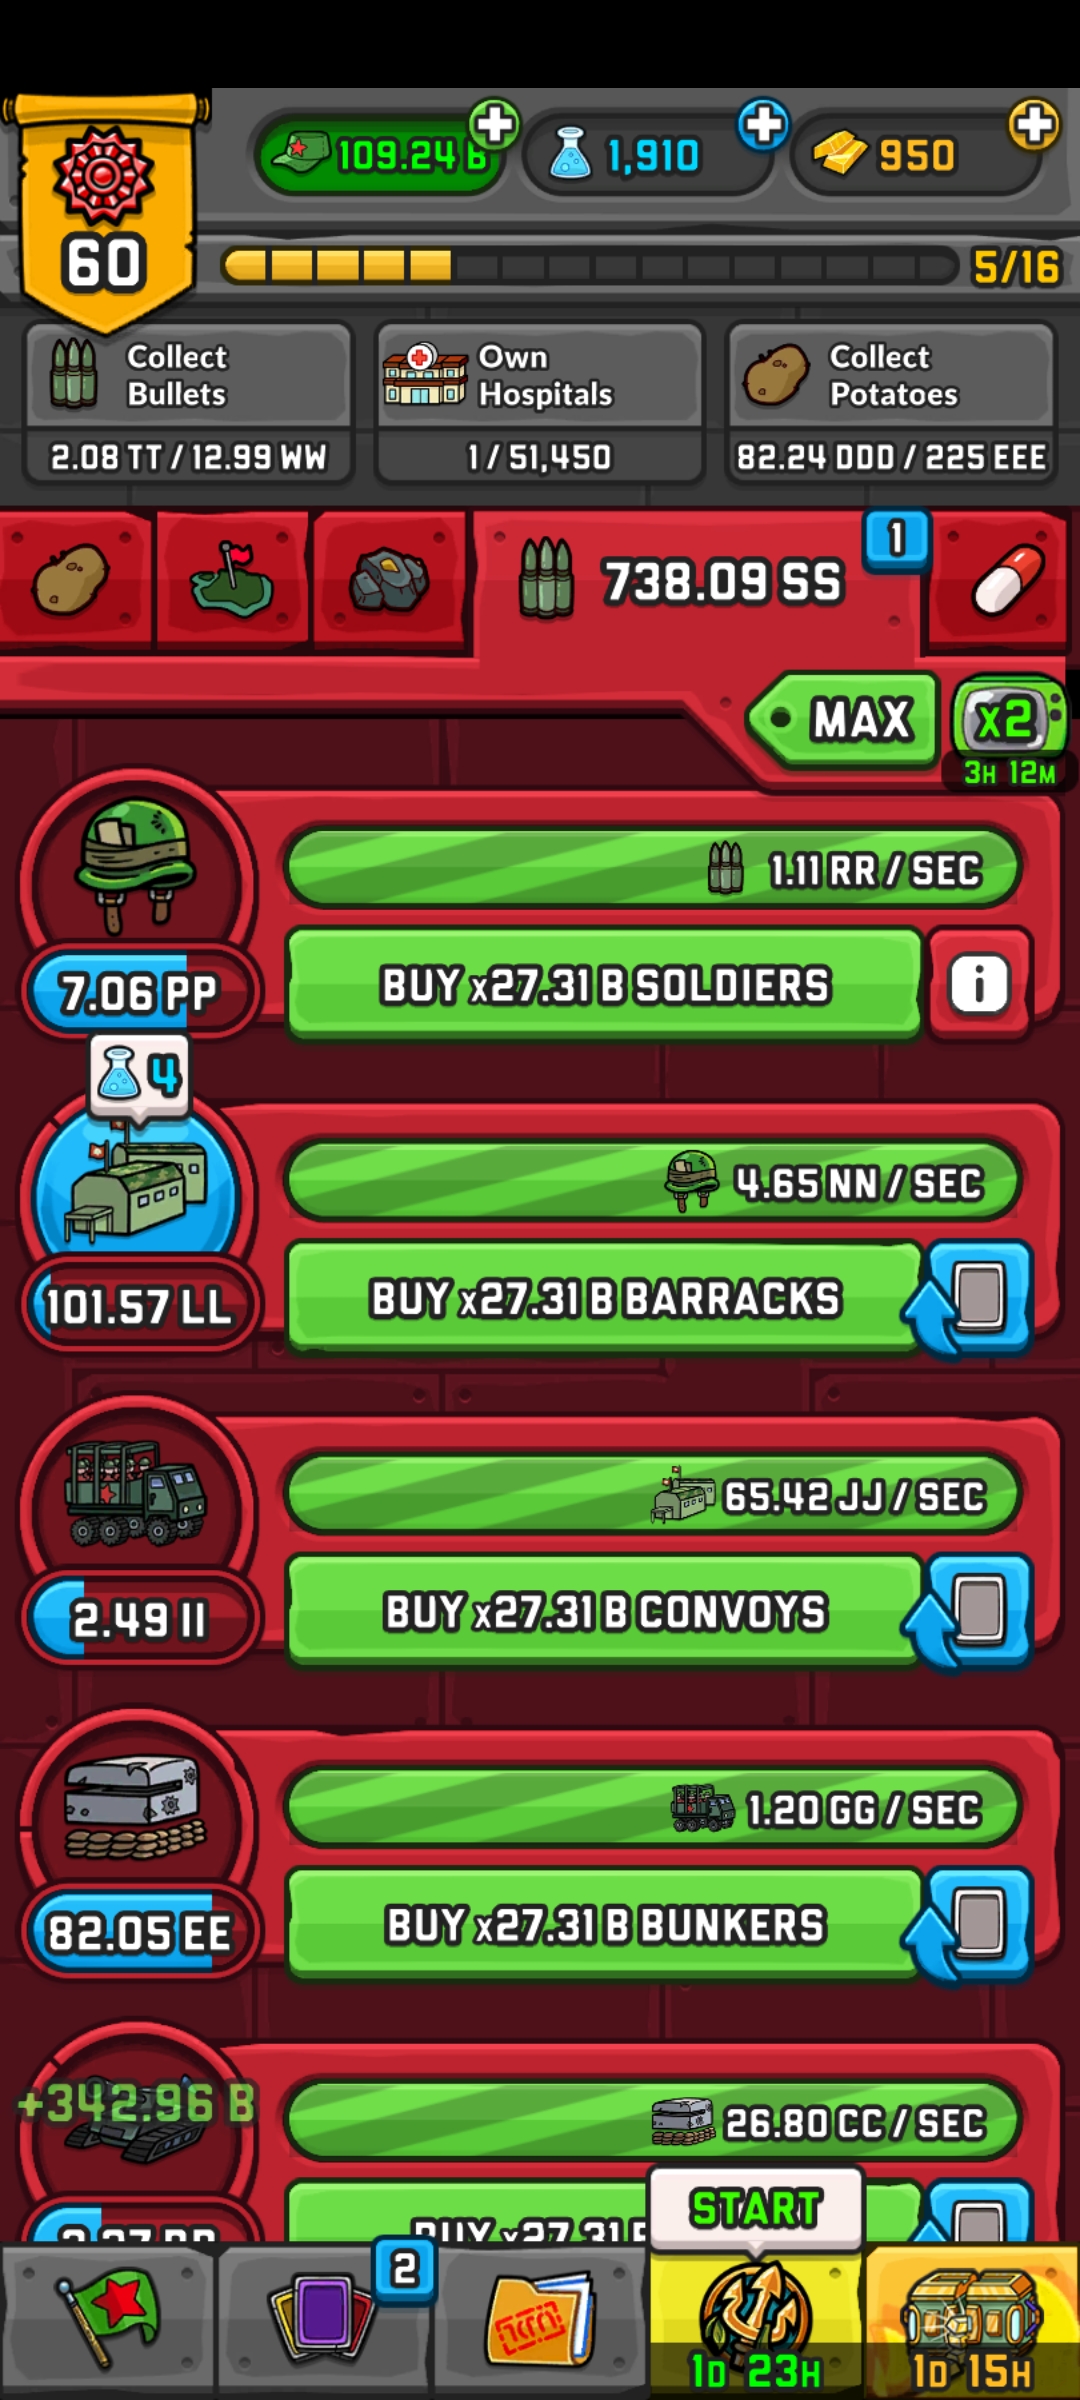 109.24 B
1,910
950
60
5/16
Collect
Bullets
2.08 TT / 12.99 WW
Own
Hospitals
1 / 51,450
Collect
Potatoes
82.24 DDD / 225 EEE
738.09 SS
1
MAX
x2
3H 12M
1.11 RR / SEC
7.06 PP
BUY x27.31 B SOLDIERS
i
4
4.65 NN / SEC
101.57 LL
BUY x27.31 B BARRACKS
65.42 JJ / SEC
2.49 II
BUY x27.31 B CONVOYS
1.20 GG / SEC
82.05 EE
BUY x27.31 B BUNKERS
+342.96 B
26.80 CC / SEC
BUY x27.31
START
2
1D 23H
1D 15H